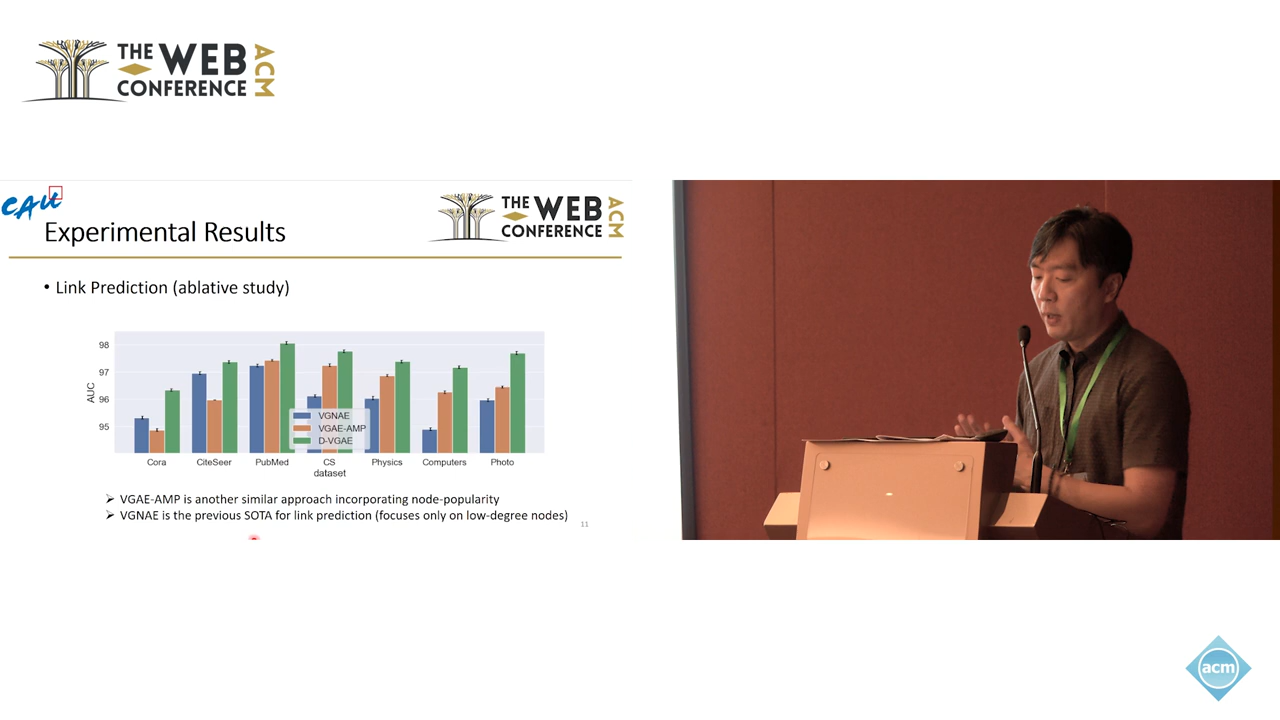 THE WEB
CONFERENCE
ACM
CAU
Experimental Results
THE WEB
CONFERENCE
ACM
• Link Prediction (ablative study)
98
97
96
95
AUC
VGNAE
VGAE-AMP
D-VGAE
Cora CiteSeer PubMed CS Physics Computers Photo
dataset
➢ VGAE-AMP is another similar approach incorporating node-popularity
➢ VGNAE is the previous SOTA for link prediction (focuses only on low-degree nodes)
11
acm